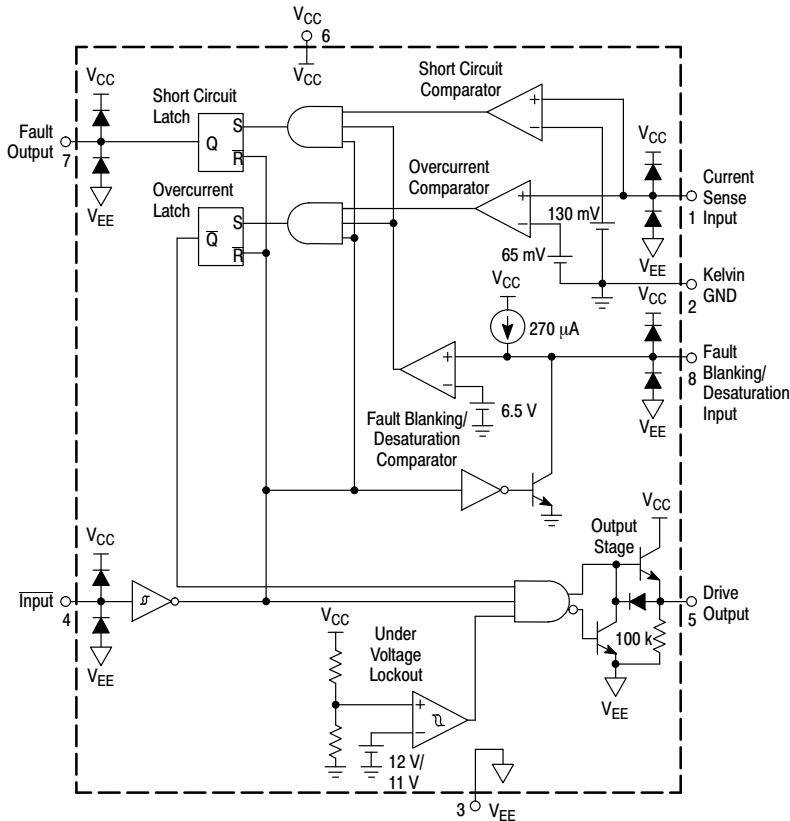 VCC
6
VCC
VCC
Short Circuit
Latch
Short Circuit
Comparator
Fault
Output
7
S
Q
R̅
VCC
VEE
Overcurrent
Latch
Overcurrent
Comparator
Current
Sense
Input
1
S
Q̅
R̅
130 mV
65 mV
VEE
VCC
VCC
Kelvin
GND
2
270 μA
Fault
Blanking/
Desaturation
Input
8
6.5 V
VEE
Fault Blanking/
Desaturation
Comparator
VCC
VCC
Output
Stage
I̅n̅p̅u̅t̅
4
Drive
Output
5
VEE
VCC
Under
Voltage
Lockout
100 k
VEE
12 V/
11 V
3
VEE
+
−
+
−
+
−
+
−